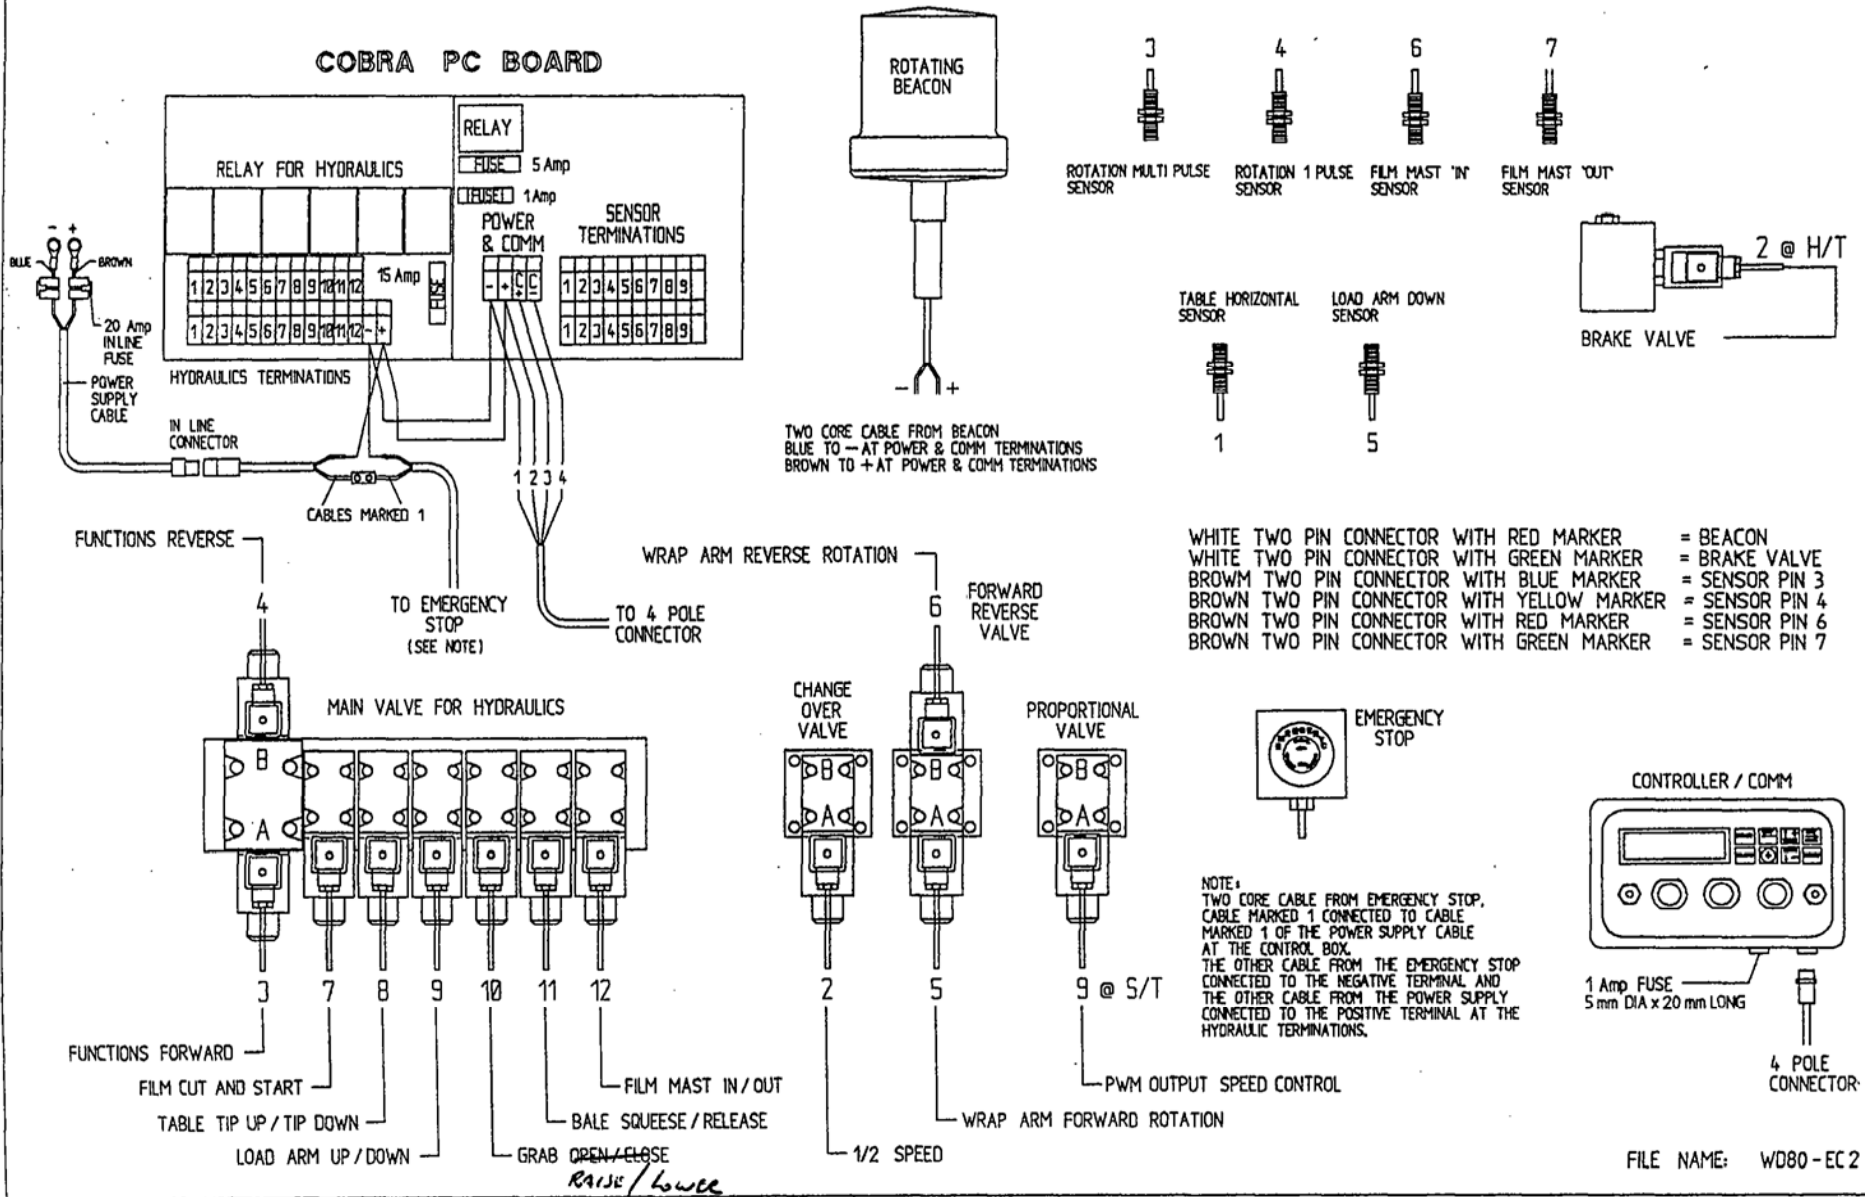 COBRA PC BOARD
RELAY
FUSE 5 Amp
FUSE 1 Amp
RELAY FOR HYDRAULICS
POWER
& COMM
SENSOR
TERMINATIONS
- +
BLUE
BROWN
15 Amp
FUSE
1 2 3 4 5 6 7 8 9 10 11 12
- + C+ C-
1 2 3 4 5 6 7 8 9
1 2 3 4 5 6 7 8 9 10 11 12 - +
1 2 3 4 5 6 7 8 9
20 Amp
IN LINE
FUSE
HYDRAULICS TERMINATIONS
POWER
SUPPLY
CABLE
IN LINE
CONNECTOR
CABLES MARKED 1
1 2 3 4
TO EMERGENCY
STOP
(SEE NOTE)
TO 4 POLE
CONNECTOR
ROTATING
BEACON
- +
TWO CORE CABLE FROM BEACON
BLUE TO — AT POWER & COMM TERMINATIONS
BROWN TO + AT POWER & COMM TERMINATIONS
3
ROTATION MULTI PULSE
SENSOR
4
ROTATION 1 PULSE
SENSOR
6
FILM MAST "IN"
SENSOR
7
FILM MAST "OUT"
SENSOR
2 @ H/T
BRAKE VALVE
TABLE HORIZONTAL
SENSOR
1
LOAD ARM DOWN
SENSOR
5
WHITE TWO PIN CONNECTOR WITH RED MARKER = BEACON
WHITE TWO PIN CONNECTOR WITH GREEN MARKER = BRAKE VALVE
BROWM TWO PIN CONNECTOR WITH BLUE MARKER = SENSOR PIN 3
BROWN TWO PIN CONNECTOR WITH YELLOW MARKER = SENSOR PIN 4
BROWN TWO PIN CONNECTOR WITH RED MARKER = SENSOR PIN 6
BROWN TWO PIN CONNECTOR WITH GREEN MARKER = SENSOR PIN 7
FUNCTIONS REVERSE
4
MAIN VALVE FOR HYDRAULICS
B
A
3 7 8 9 10 11 12
FUNCTIONS FORWARD
FILM CUT AND START
TABLE TIP UP / TIP DOWN
LOAD ARM UP / DOWN
FILM MAST IN / OUT
BALE SQUEESE / RELEASE
GRAB OPEN / CLOSE
RAISE / LOWER
WRAP ARM REVERSE ROTATION
6
FORWARD
REVERSE
VALVE
CHANGE
OVER
VALVE
PROPORTIONAL
VALVE
B B B
A A A
2 5 9 @ S/T
PWM OUTPUT SPEED CONTROL
WRAP ARM FORWARD ROTATION
1/2 SPEED
EMERGENCY
STOP
NOTE:
TWO CORE CABLE FROM EMERGENCY STOP,
CABLE MARKED 1 CONNECTED TO CABLE
MARKED 1 OF THE POWER SUPPLY CABLE
AT THE CONTROL BOX.
THE OTHER CABLE FROM THE EMERGENCY STOP
CONNECTED TO THE NEGATIVE TERMINAL AND
THE OTHER CABLE FROM THE POWER SUPPLY
CONNECTED TO THE POSITIVE TERMINAL AT THE
HYDRAULIC TERMINATIONS.
CONTROLLER / COMM
1 Amp FUSE
5 mm DIA x 20 mm LONG
4 POLE
CONNECTOR
FILE NAME: WD80-EC2